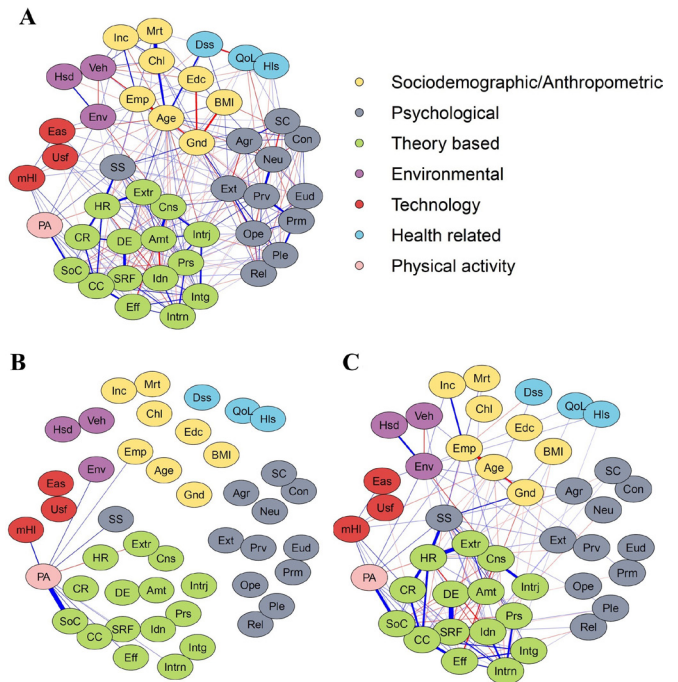 A
Inc Mrt
Chl
Dss
QoL
Hls
Hsd Veh
Edc
Emp
BMI
Env
Age
Gnd
SC
Con
Agr
Neu
Eas
Usf
mHI
SS
Extr
HR
Cns
Ext
Prv
Eud
Prm
PA
CR
DE
Amt
Intrj
Ope
Ple
Rel
SoC
CC
SRF
Idn
Prs
Intg
Eff
Intrn
Sociodemographic/Anthropometric
Psychological
Theory based
Environmental
Technology
Health related
Physical activity
B
Inc Mrt
Chl
Dss
QoL
Hls
Hsd Veh
Edc
Emp
BMI
Env
Age
Gnd
SC
Con
Agr
Neu
Eas
Usf
mHI
SS
Extr
HR
Cns
Ext
Prv
Eud
Prm
PA
CR
DE
Amt
Intrj
Ope
Ple
Rel
SoC
CC
SRF
Idn
Prs
Intg
Eff
Intrn
C
Inc Mrt
Chl
Dss
QoL
Hls
Hsd Veh
Edc
Emp
BMI
Env
Age
Gnd
SC
Con
Agr
Neu
Eas
Usf
mHI
SS
Extr
HR
Cns
Ext
Prv
Eud
Prm
PA
CR
DE
Amt
Intrj
Ope
Ple
Rel
SoC
CC
SRF
Idn
Prs
Intg
Eff
Intrn